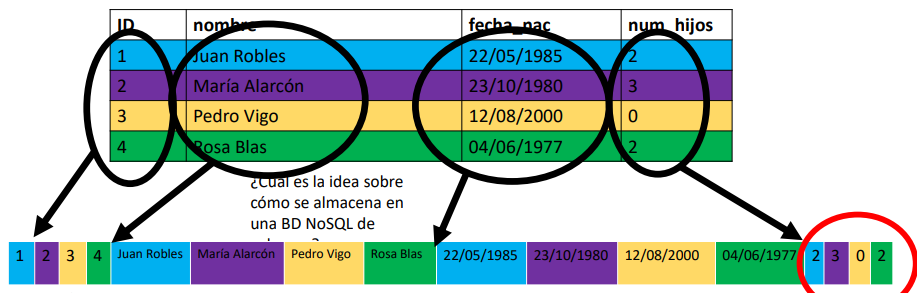 ID nombre fecha_nac num_hijos
1 Juan Robles 22/05/1985 2
2 María Alarcón 23/10/1980 3
3 Pedro Vigo 12/08/2000 0
4 Rosa Blas 04/06/1977 2
¿Cuál es la idea sobre
cómo se almacena en
una BD NoSQL de
1 2 3 4 Juan Robles María Alarcón Pedro Vigo Rosa Blas 22/05/1985 23/10/1980 12/08/2000 04/06/1977 2 3 0 2